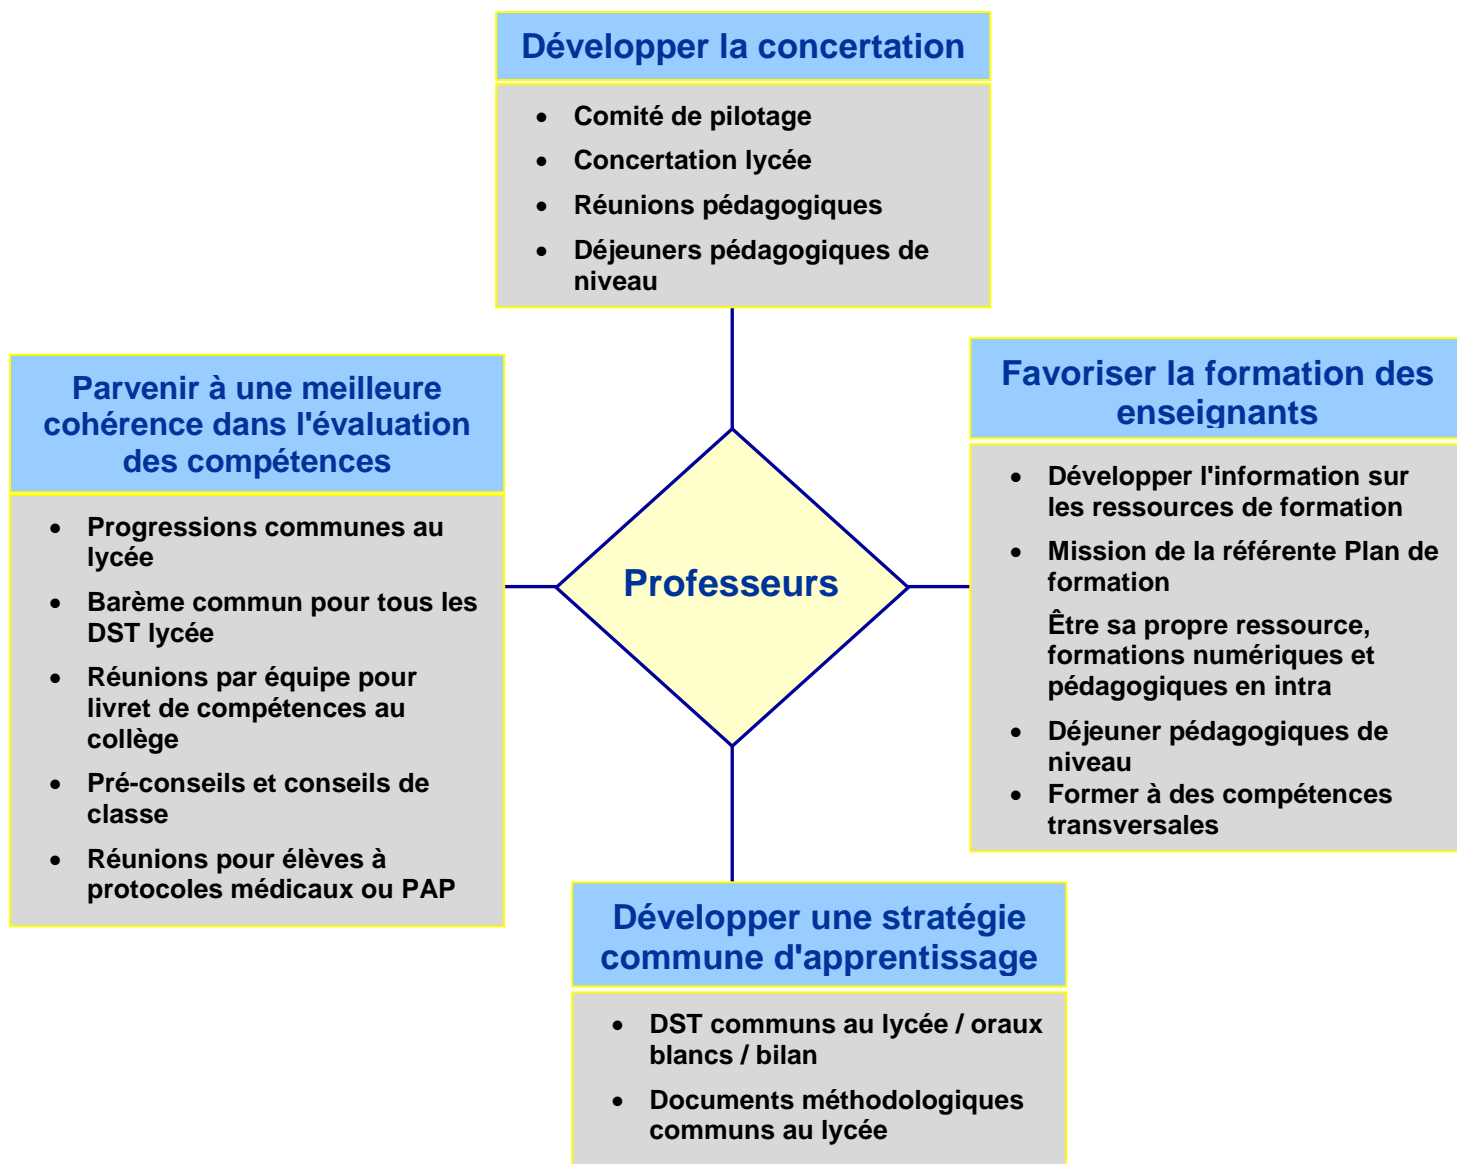 Développer la concertation
• Comité de pilotage
• Concertation lycée
• Réunions pédagogiques
• Déjeuners pédagogiques de
niveau
Parvenir à une meilleure
cohérence dans l'évaluation
des compétences
• Progressions communes au
lycée
• Barème commun pour tous les
DST lycée
• Réunions par équipe pour
livret de compétences au
collège
• Pré-conseils et conseils de
classe
• Réunions pour élèves à
protocoles médicaux ou PAP
Professeurs
Favoriser la formation des
enseignants
• Développer l'information sur
les ressources de formation
• Mission de la référente Plan de
formation
Être sa propre ressource,
formations numériques et
pédagogiques en intra
• Déjeuner pédagogiques de
niveau
• Former à des compétences
transversales
Développer une stratégie
commune d'apprentissage
• DST communs au lycée / oraux
blancs / bilan
• Documents méthodologiques
communs au lycée